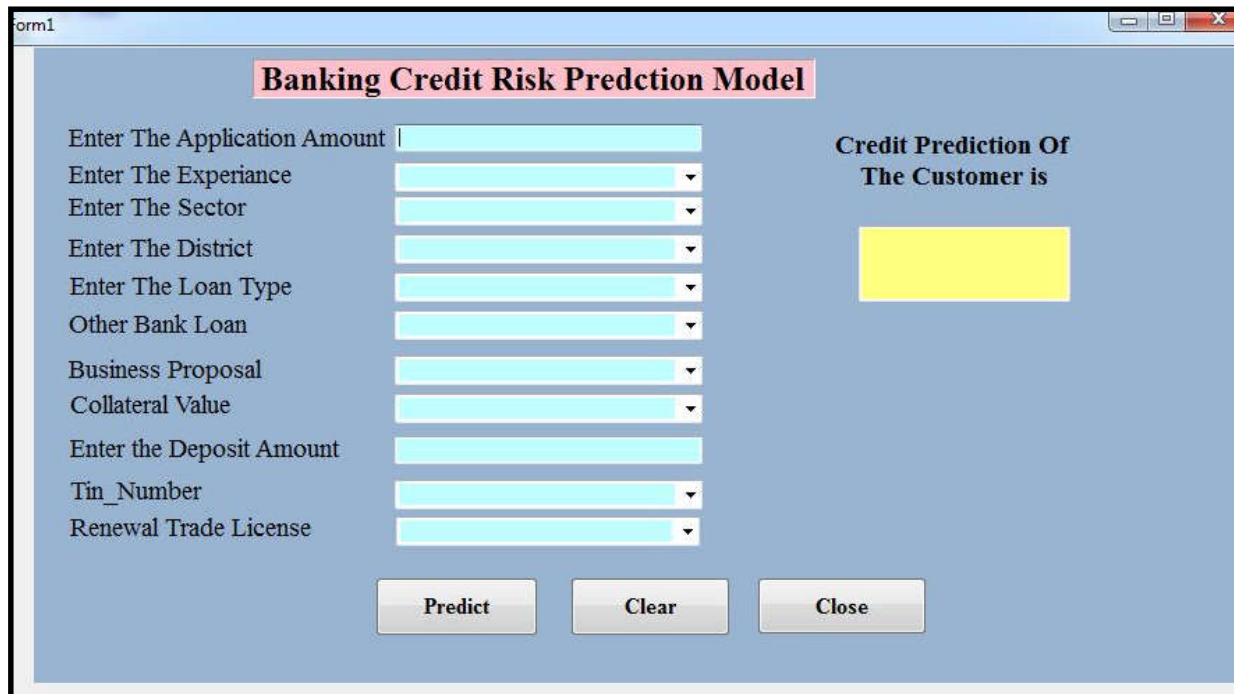 Form1
Banking Credit Risk Predction Model
Enter The Application Amount
Enter The Experiance
Enter The Sector
Enter The District
Enter The Loan Type
Other Bank Loan
Business Proposal
Collateral Value
Enter the Deposit Amount
Tin_Number
Renewal Trade License
Credit Prediction Of
The Customer is
Predict
Clear
Close